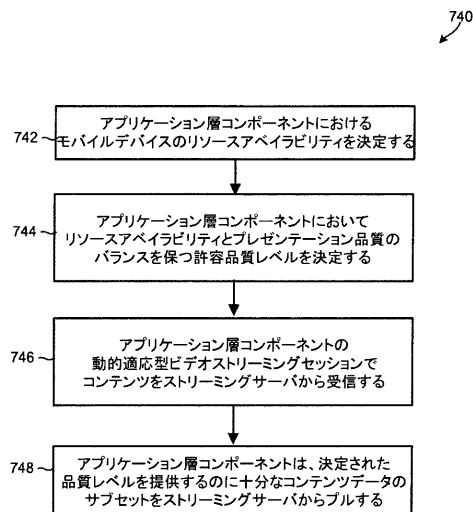 740
742
アプリケーション層コンポーネントにおける
モバイルデバイスのリソースアベイラビリティを決定する
744
アプリケーション層コンポーネントにおいて
リソースアベイラビリティとプレゼンテーション品質の
バランスを保つ許容品質レベルを決定する
746
アプリケーション層コンポーネントの
動的適応型ビデオストリーミングセッションで
コンテンツをストリーミングサーバから受信する
748
アプリケーション層コンポーネントは、決定された
品質レベルを提供するのに十分なコンテンツデータの
サブセットをストリーミングサーバからプルする